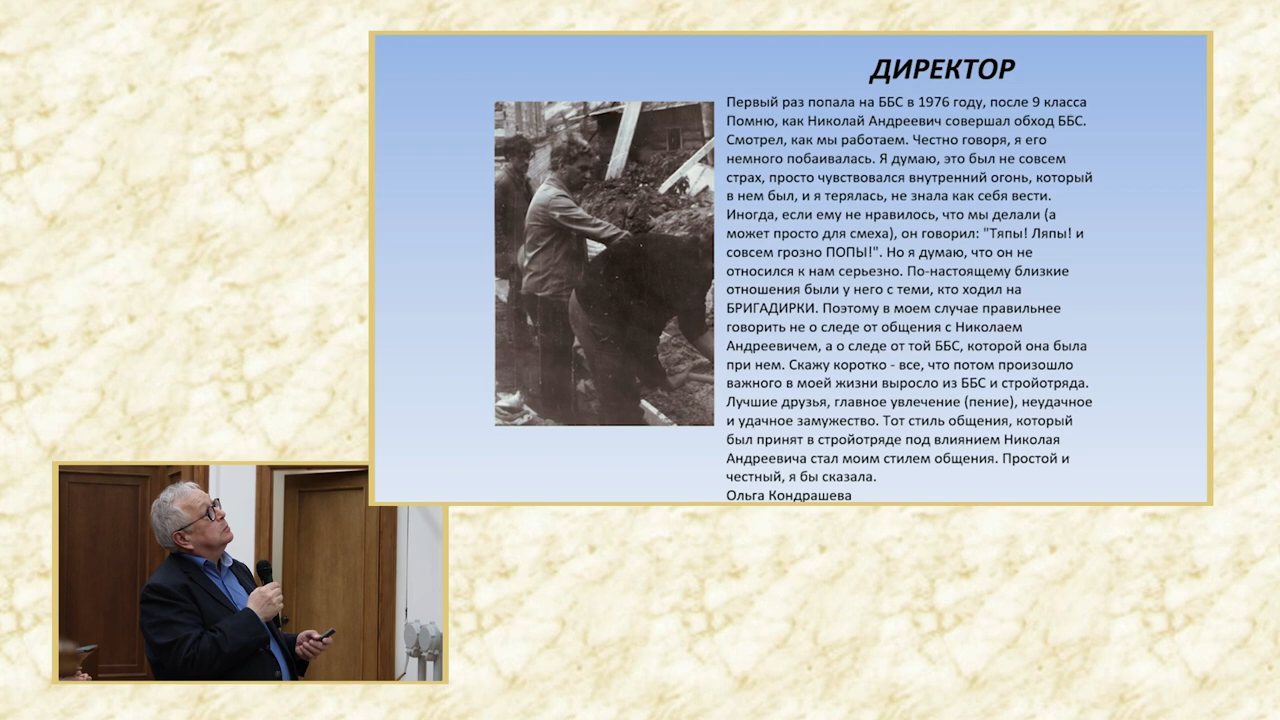 ДИРЕКТОР
Первый раз попала на ББС в 1976 году, после 9 класса
Помню, как Николай Андреевич совершал обход ББС.
Смотрел, как мы работаем. Честно говоря, я его
немного побаивалась. Я думаю, это был не совсем
страх, просто чувствовался внутренний огонь, который
в нем был, и я терялась, не знала как себя вести.
Иногда, если ему не нравилось, что мы делали (а
может просто для смеха), он говорил: "Тяпы! Ляпы! и
совсем грозно ПОПЫ!". Но я думаю, что он не
относился к нам серьезно. По-настоящему близкие
отношения были у него с теми, кто ходил на
БРИГАДИРКИ. Поэтому в моем случае правильнее
говорить не о следе от общения с Николаем
Андреевичем, а о следе от той ББС, которой она была
при нем. Скажу коротко - все, что потом произошло
важного в моей жизни выросло из ББС и стройотряда.
Лучшие друзья, главное увлечение (пение), неудачное
и удачное замужество. Тот стиль общения, который
был принят в стройотряде под влиянием Николая
Андреевича стал моим стилем общения. Простой и
честный, я бы сказала.
Ольга Кондрашева